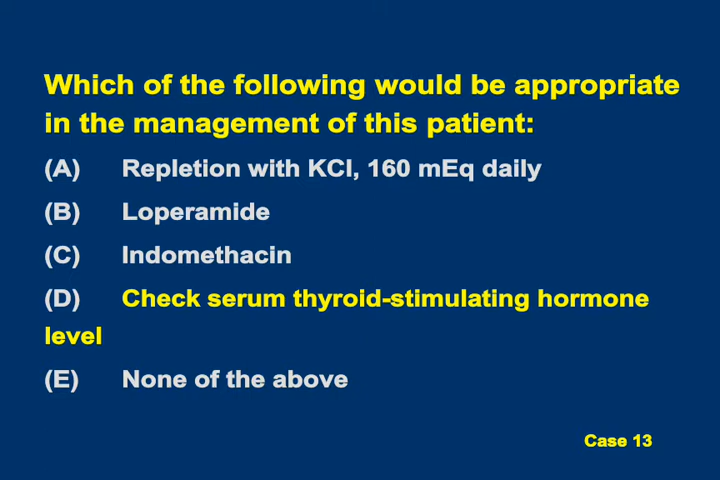 Which of the following would be appropriate
in the management of this patient:
(A) Repletion with KCl, 160 mEq daily
(B) Loperamide
(C) Indomethacin
(D) Check serum thyroid-stimulating hormone
level
(E) None of the above
Case 13